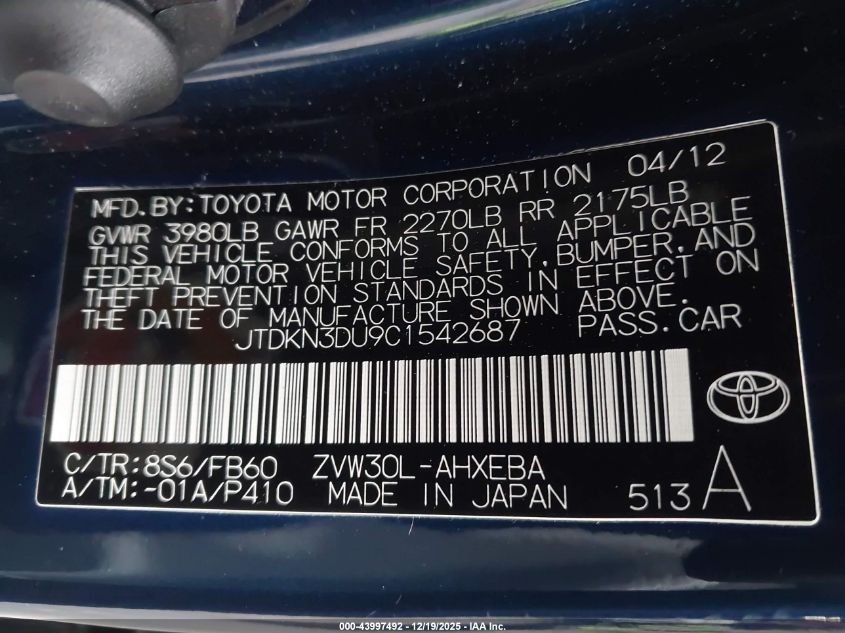 MFD.BY:TOYOTA MOTOR CORPORATION 04/12
GVWR 3980LB GAWR FR 2270LB RR 2175LB
THIS VEHICLE CONFORMS TO ALL APPLICABLE
FEDERAL MOTOR VEHICLE SAFETY,BUMPER,AND
THEFT PREVENTION STANDARDS IN EFFECT ON
THE DATE OF MANUFACTURE SHOWN ABOVE.
JTDKN3DU9C1542687 PASS.CAR
C/TR:8S6/FB60 ZVW30L-AHXEBA
A/TM:-01A/P410 MADE IN JAPAN 513 A
000-43997492 - 12/19/2025 - IAA Inc.